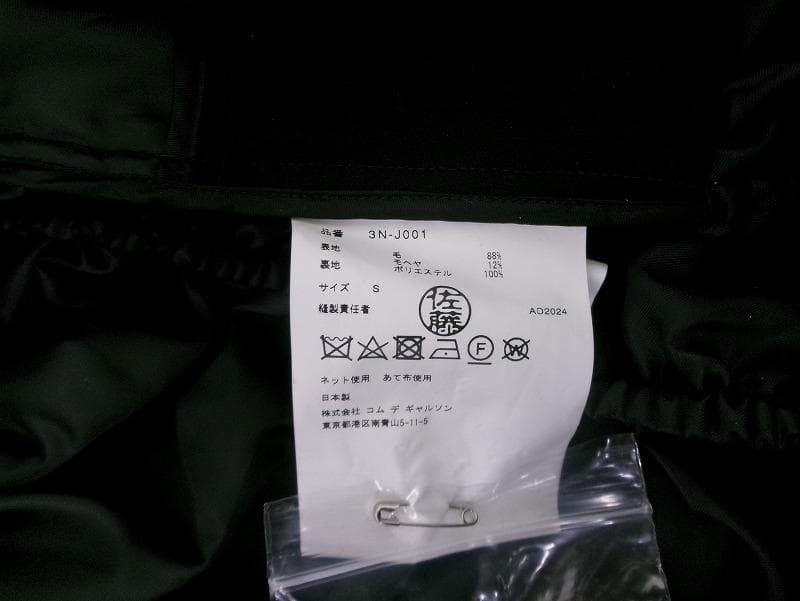 品番 3N-J001
表地 毛 88%
モヘヤ 12%
裏地 ポリエステル 100%
サイズ S
縫製責任者 佐藤 AD2024
F W
ネット使用 あて布使用
日本製
株式会社 コム デ ギャルソン
東京都港区南青山5-11-5